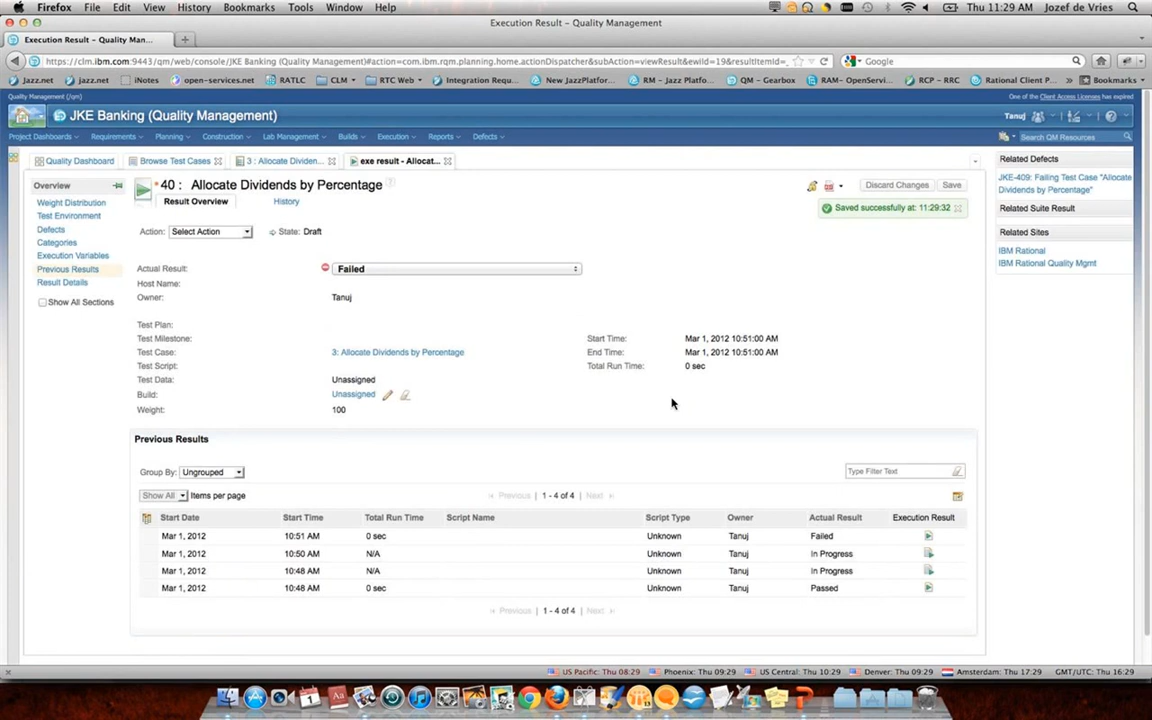 Firefox File Edit View History Bookmarks Tools Window Help Thu 11:29 AM Jozef de Vries
Execution Result - Quality Management
Execution Result - Quality Man...
https://clm.ibm.com:9443/qm/web/console/JKE Banking (Quality Management)#action=com.ibm.rqm.planning.home.actionDispatcher&subAction=viewResult&ewiId=19&resultItemId=
Google
Jazz.net jazz.net iNotes open-services.net RATLC CLM RTC Web Integration Requ... New JazzPlatfor... RM - Jazz Platfor... QM - Gearbox RAM- OpenServi... RCP - RRC Rational Client P... Bookmarks
Quality Management (/qm) One of the Client Access Licenses has expired
JKE Banking (Quality Management) Tanuj
Project Dashboards Requirements Planning Construction Lab Management Builds Execution Reports Defects Search QM Resources
Quality Dashboard Browse Test Cases 3 : Allocate Dividen... exe result - Allocat...
Overview
Weight Distribution
Test Environment
Defects
Categories
Execution Variables
Previous Results
Result Details
Show All Sections
40 : Allocate Dividends by Percentage
Discard Changes Save
Result Overview History
Saved successfully at: 11:29:32
Action: Select Action State: Draft
Actual Result: Failed
Host Name:
Owner: Tanuj
Test Plan:
Test Milestone: Start Time: Mar 1, 2012 10:51:00 AM
Test Case: 3: Allocate Dividends by Percentage End Time: Mar 1, 2012 10:51:00 AM
Test Script: Total Run Time: 0 sec
Test Data: Unassigned
Build: Unassigned
Weight: 100
Previous Results
Group By: Ungrouped Type Filter Text
Show All Items per page Previous 1 - 4 of 4 Next
Start Date Start Time Total Run Time Script Name Script Type Owner Actual Result Execution Result
Mar 1, 2012 10:51 AM 0 sec Unknown Tanuj Failed
Mar 1, 2012 10:50 AM N/A Unknown Tanuj In Progress
Mar 1, 2012 10:48 AM N/A Unknown Tanuj In Progress
Mar 1, 2012 10:48 AM 0 sec Unknown Tanuj Passed
Previous 1 - 4 of 4 Next
Related Defects
JKE-409: Failing Test Case "Allocate
Dividends by Percentage"
Related Suite Result
Related Sites
IBM Rational
IBM Rational Quality Mgmt
US Pacific: Thu 08:29 Phoenix: Thu 09:29 US Central: Thu 10:29 Denver: Thu 09:29 Amsterdam: Thu 17:29 GMT/UTC: Thu 16:29